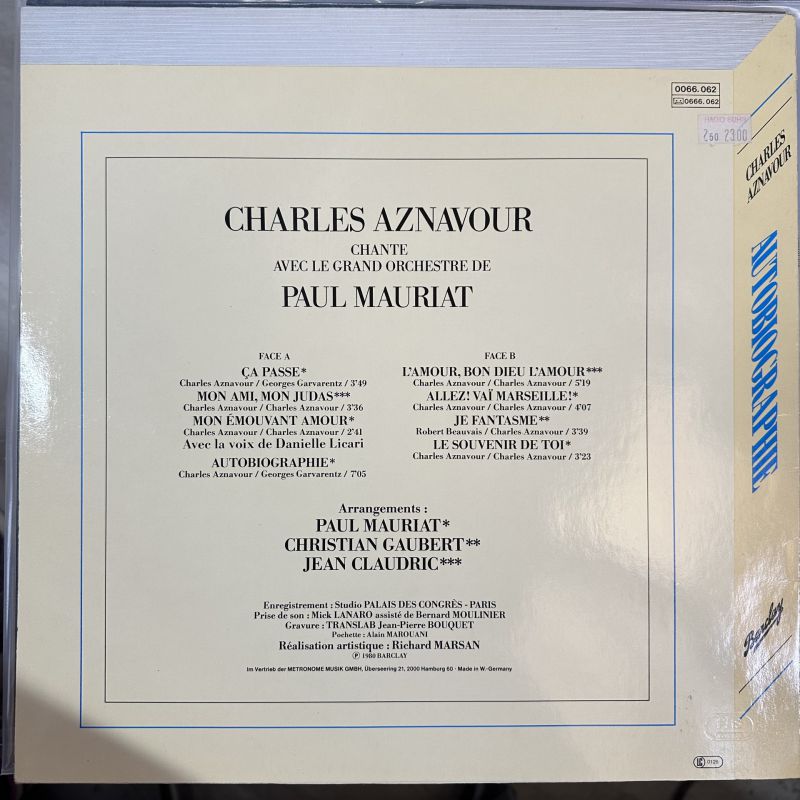 0066.062
0666.062
RADIO BOHR
250 23.00
CHARLES AZNAVOUR
CHANTE
AVEC LE GRAND ORCHESTRE DE
PAUL MAURIAT
FACE A
ÇA PASSE*
Charles Aznavour / Georges Garvarentz / 3'49
MON AMI, MON JUDAS***
Charles Aznavour / Charles Aznavour / 3'36
MON ÉMOUVANT AMOUR*
Charles Aznavour / Charles Aznavour / 2'41
Avec la voix de Danielle Licari
AUTOBIOGRAPHIE*
Charles Aznavour / Georges Garvarentz / 7'05
FACE B
L'AMOUR, BON DIEU L'AMOUR***
Charles Aznavour / Charles Aznavour / 5'19
ALLEZ! VAÏ MARSEILLE!*
Charles Aznavour / Charles Aznavour / 4'07
JE FANTASME**
Robert Beauvais / Charles Aznavour / 3'39
LE SOUVENIR DE TOI*
Charles Aznavour / Charles Aznavour / 3'23
Arrangements :
PAUL MAURIAT*
CHRISTIAN GAUBERT**
JEAN CLAUDRIC***
Enregistrement : Studio PALAIS DES CONGRÈS - PARIS
Prise de son : Mick LANARO assisté de Bernard MOULINIER
Gravure : TRANSLAB Jean-Pierre BOUQUET
Pochette : Alain MAROUANI
Réalisation artistique : Richard MARSAN
℗ 1980 BARCLAY
Im Vertrieb der METRONOME MUSIK GMBH, Überseering 21, 2000 Hamburg 60 · Made in W.-Germany
CHARLES
AZNAVOUR
AUTOBIOGRAPHIE
Barclay
LC 0126